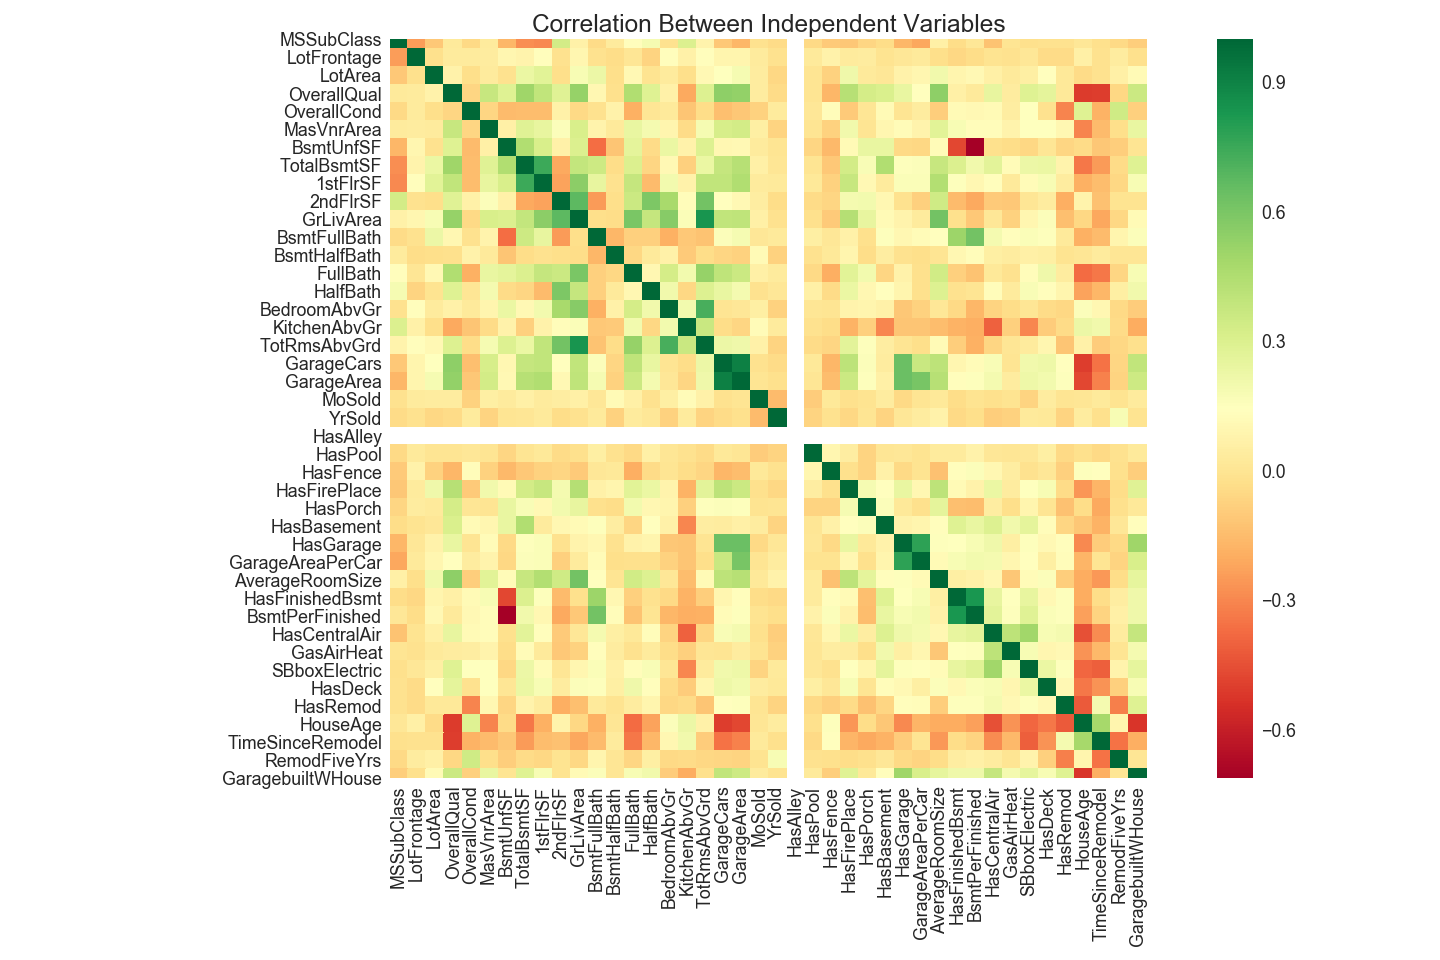 Correlation Between Independent Variables
MSSubClass
LotFrontage
LotArea
OverallQual
OverallCond
MasVnrArea
BsmtUnfSF
TotalBsmtSF
1stFlrSF
2ndFlrSF
GrLivArea
BsmtFullBath
BsmtHalfBath
FullBath
HalfBath
BedroomAbvGr
KitchenAbvGr
TotRmsAbvGrd
GarageCars
GarageArea
MoSold
YrSold
HasAlley
HasPool
HasFence
HasFirePlace
HasPorch
HasBasement
HasGarage
GarageAreaPerCar
AverageRoomSize
HasFinishedBsmt
BsmtPerFinished
HasCentralAir
GasAirHeat
SBboxElectric
HasDeck
HasRemod
HouseAge
TimeSinceRemodel
RemodFiveYrs
GaragebuiltWHouse
MSSubClass
LotFrontage
LotArea
OverallQual
OverallCond
MasVnrArea
BsmtUnfSF
TotalBsmtSF
1stFlrSF
2ndFlrSF
GrLivArea
BsmtFullBath
BsmtHalfBath
FullBath
HalfBath
BedroomAbvGr
KitchenAbvGr
TotRmsAbvGrd
GarageCars
GarageArea
MoSold
YrSold
HasAlley
HasPool
HasFence
HasFirePlace
HasPorch
HasBasement
HasGarage
GarageAreaPerCar
AverageRoomSize
HasFinishedBsmt
BsmtPerFinished
HasCentralAir
GasAirHeat
SBboxElectric
HasDeck
HasRemod
HouseAge
TimeSinceRemodel
RemodFiveYrs
GaragebuiltWHouse
0.9
0.6
0.3
0.0
−0.3
−0.6